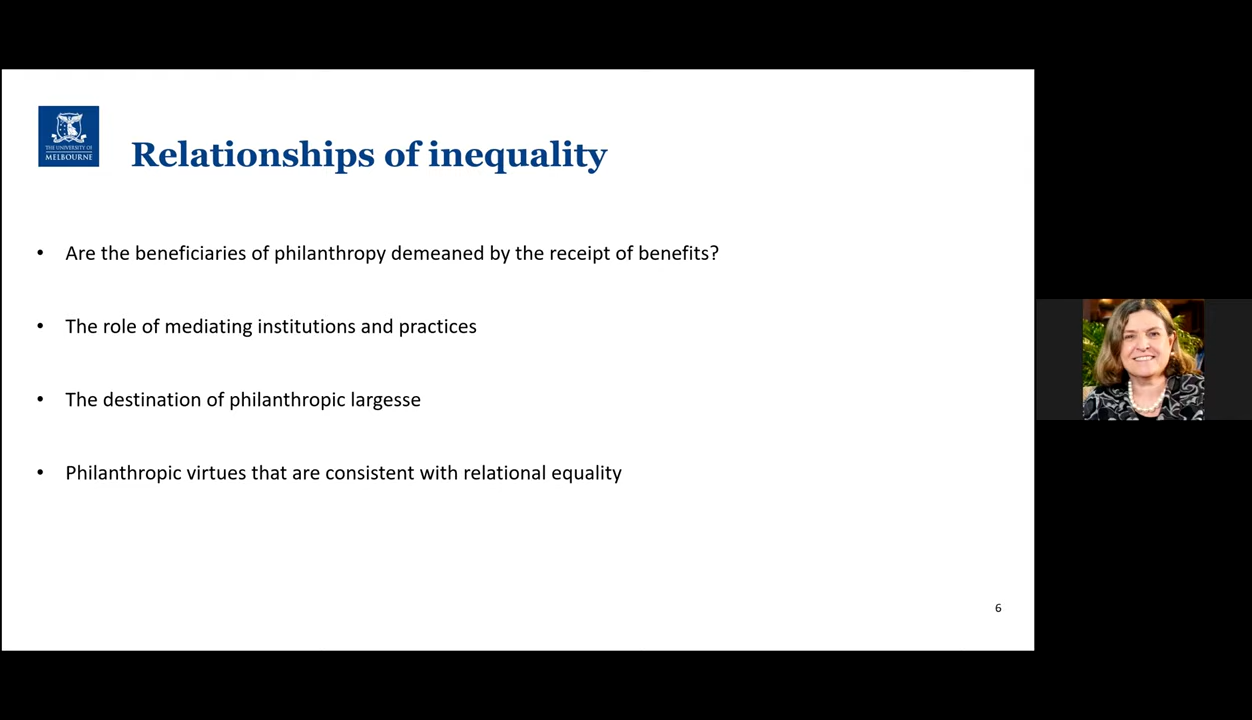 THE UNIVERSITY OF
MELBOURNE
Relationships of inequality
• Are the beneficiaries of philanthropy demeaned by the receipt of benefits?
• The role of mediating institutions and practices
• The destination of philanthropic largesse
• Philanthropic virtues that are consistent with relational equality
6